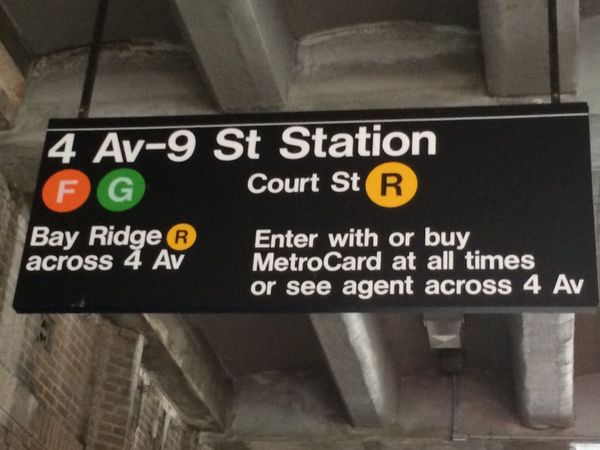 4 Av-9 St Station
F G Court St R
Bay Ridge R
across 4 Av
Enter with or buy
MetroCard at all times
or see agent across 4 Av